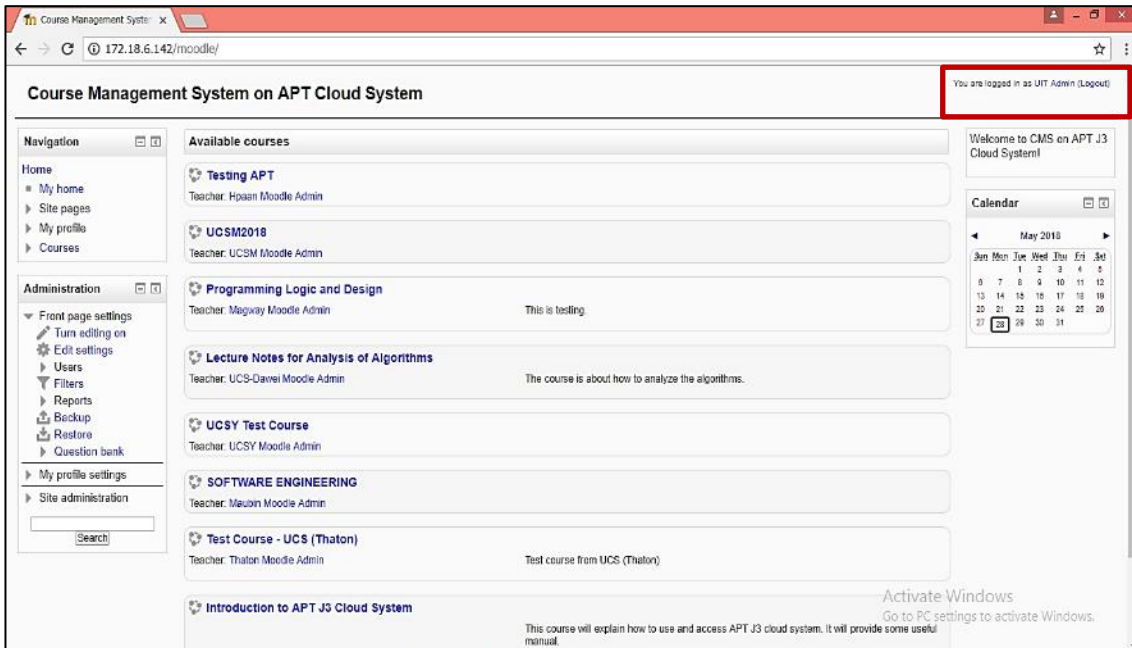 Course Management Syster
172.18.6.142/moodle/
You are logged in as UIT Admin (Logout)
Course Management System on APT Cloud System
Navigation
Home
My home
Site pages
My profile
Courses
Administration
Front page settings
Turn editing on
Edit settings
Users
Filters
Reports
Backup
Restore
Question bank
My profile settings
Site administration
Search
Available courses
Testing APT
Teacher: Hpaan Moodle Admin
UCSM2018
Teacher: UCSM Moodle Admin
Programming Logic and Design
Teacher: Magway Moodle Admin
This is testing.
Lecture Notes for Analysis of Algorithms
Teacher: UCS-Dawei Moodle Admin
The course is about how to analyze the algorithms.
UCSY Test Course
Teacher: UCSY Moodle Admin
SOFTWARE ENGINEERING
Teacher: Maubin Moodle Admin
Test Course - UCS (Thaton)
Teacher: Thaton Moodle Admin
Test course from UCS (Thaton)
Introduction to APT J3 Cloud System
This course will explain how to use and access APT J3 cloud system. It will provide some useful
manual.
Welcome to CMS on APT J3
Cloud System!
Calendar
May 2018
Sun Mon Tue Wed Thu Fri Sat
1 2 3 4 5
6 7 8 9 10 11 12
13 14 15 16 17 18 19
20 21 22 23 24 25 26
27 28 29 30 31
Activate Windows
Go to PC settings to activate Windows.